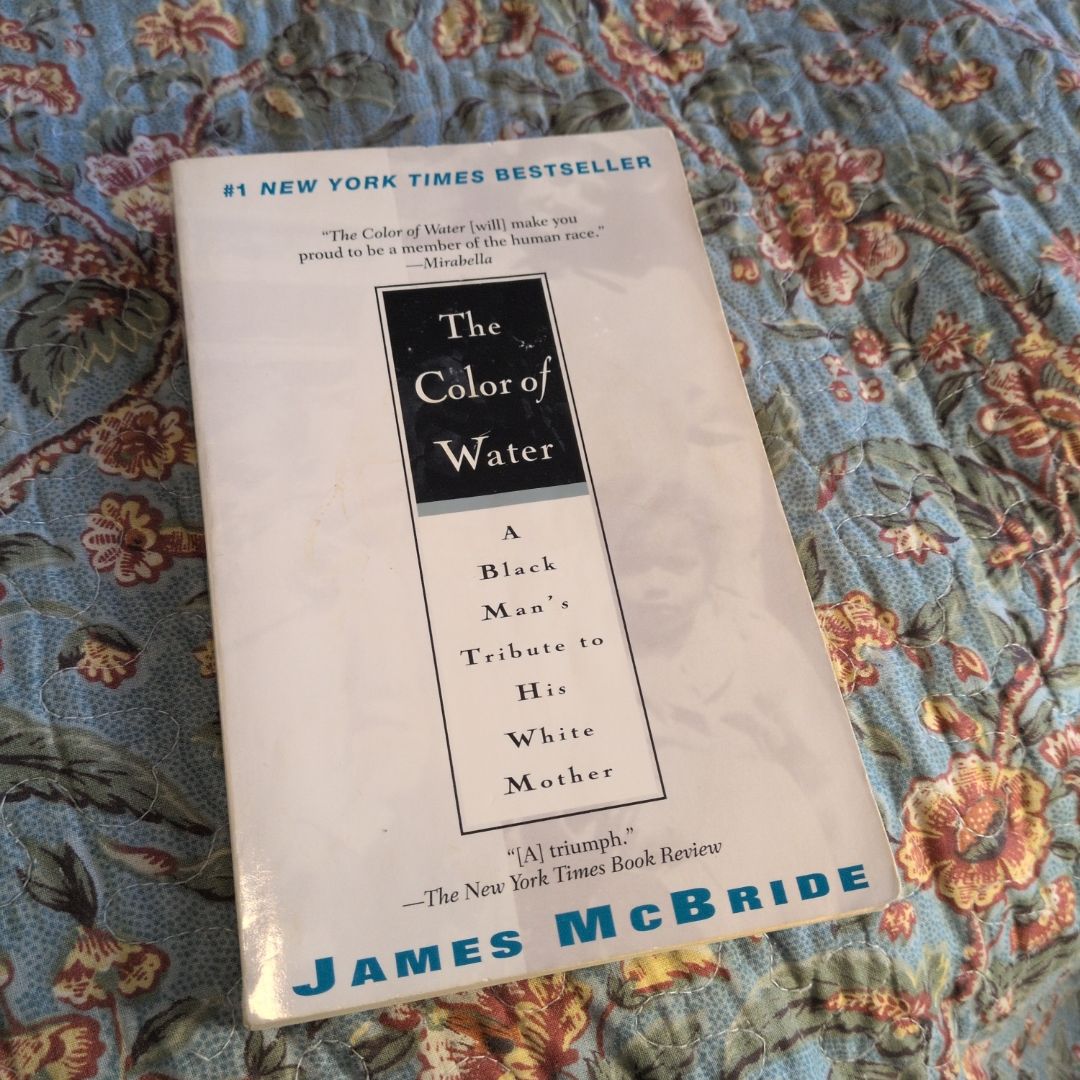 #1 NEW YORK TIMES BESTSELLER
“The Color of Water [will] make you
proud to be a member of the human race.”
—Mirabella
The
Color of
Water
A
Black
Man’s
Tribute to
His
White
Mother
“[A] triumph.”
—The New York Times Book Review
JAMES MCBRIDE